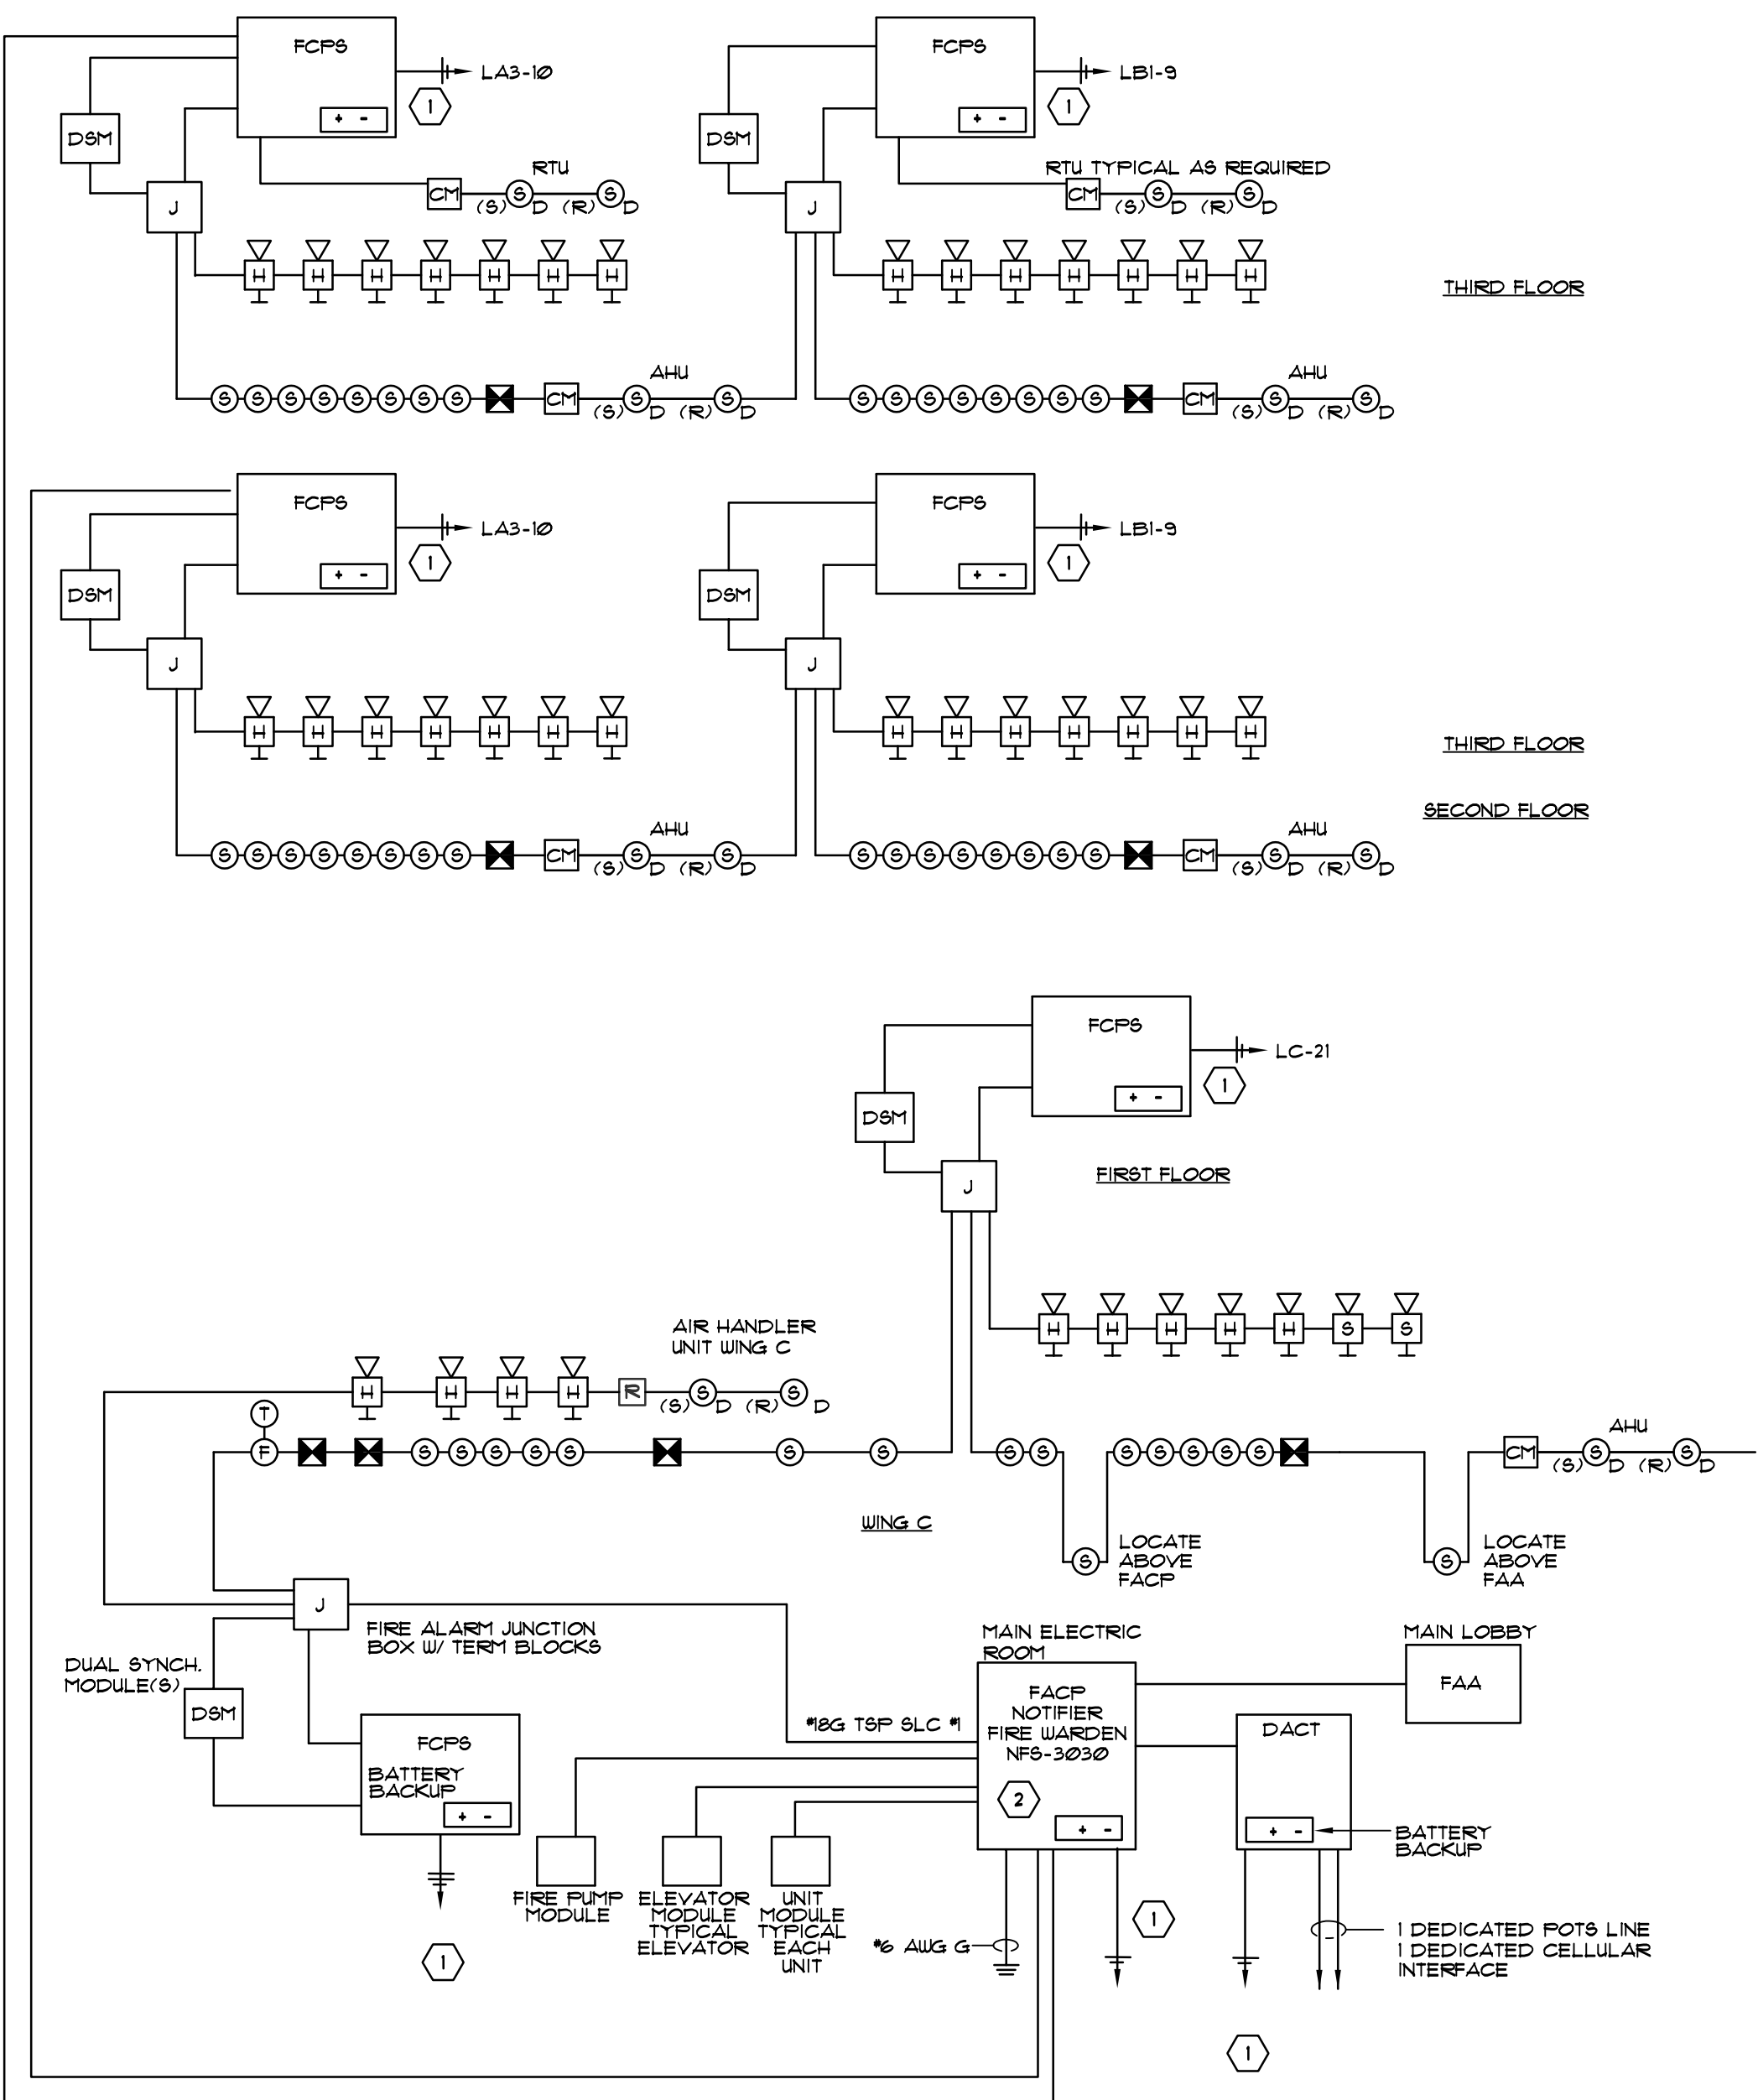 FCPS
LA3-10
1
+ -
DSM
J
RTU
CM S S
(S) D (R) D
H H H H H H H
AHU
S S S S S S S S CM S S
(S) D (R) D
FCPS
LB1-9
1
+ -
DSM
J
RTU TYPICAL AS REQUIRED
CM S S
(S) D (R) D
H H H H H H H
THIRD FLOOR
AHU
S S S S S S S S CM S S
(S) D (R) D
FCPS
LA3-10
1
+ -
DSM
J
H H H H H H H
AHU
S S S S S S S S CM S S
(S) D (R) D
FCPS
LB1-9
1
+ -
DSM
J
H H H H H H H
THIRD FLOOR
SECOND FLOOR
AHU
S S S S S S S S CM S S
(S) D (R) D
FCPS
LC-21
1
+ -
DSM
J
FIRST FLOOR
H H H H H S S
AIR HANDLER
UNIT WING C
H H H H R S S
(S) D (R) D
T
F S S S S S S S
S S S S S S S CM S S
AHU
(S) D (R) D
WING C
S
LOCATE
ABOVE
FACP
S
LOCATE
ABOVE
FAA
J
FIRE ALARM JUNCTION
BOX W/ TERM BLOCKS
DUAL SYNCH.
MODULE(S)
DSM
FCPS
BATTERY
BACKUP
+ -
1
FIRE PUMP
MODULE
ELEVATOR
MODULE
TYPICAL
ELEVATOR
UNIT
MODULE
TYPICAL
EACH
UNIT
#18G TSP SLC #1
MAIN ELECTRIC
ROOM
FACP
NOTIFIER
FIRE WARDEN
NFS-3030
2
+ -
#6 AWG G
1
MAIN LOBBY
FAA
DACT
+ -
BATTERY
BACKUP
1 DEDICATED POTS LINE
1 DEDICATED CELLULAR
INTERFACE
1